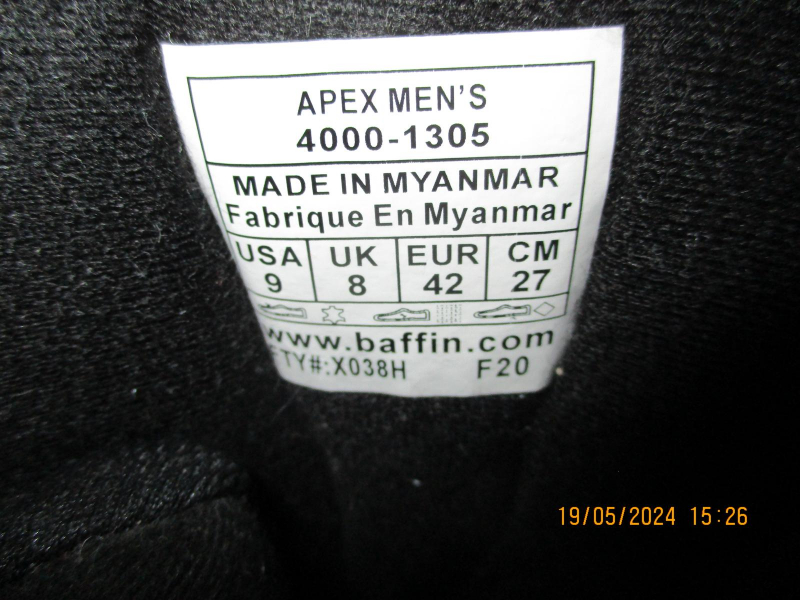 APEX MEN'S
4000-1305
MADE IN MYANMAR
Fabrique En Myanmar
USA UK EUR CM
9 8 42 27
www.baffin.com
FTY#:X038H F20
19/05/2024 15:26